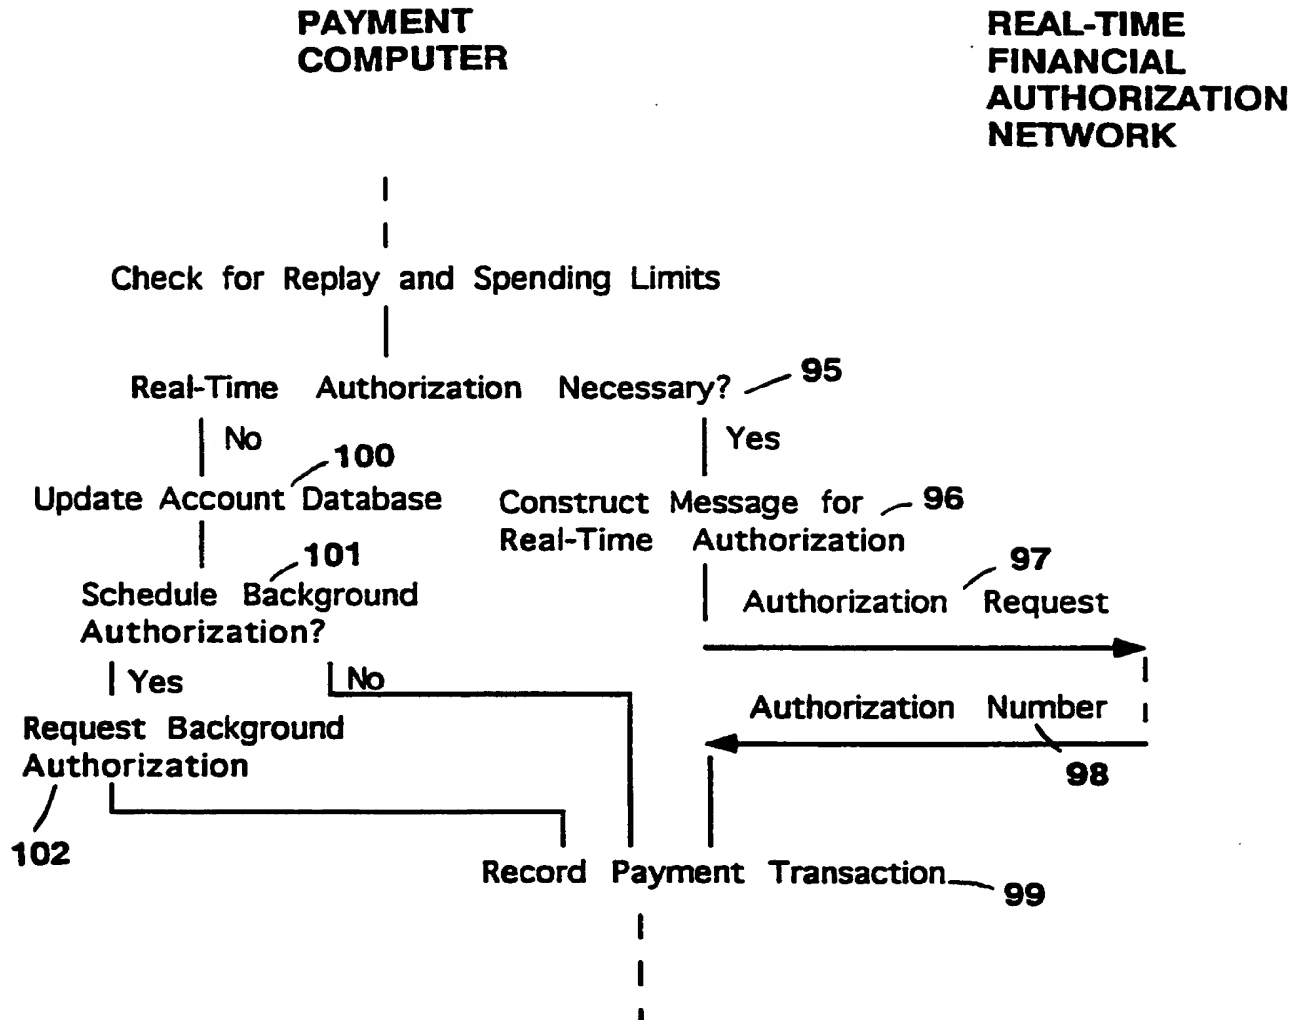 PAYMENT
COMPUTER
REAL-TIME
FINANCIAL
AUTHORIZATION
NETWORK
Check for Replay and Spending Limits
Real-Time Authorization Necessary?
95
No
Yes
100
Update Account Database
Construct Message for
Real-Time Authorization
96
101
Schedule Background
Authorization?
97
Authorization Request
Yes
No
Authorization Number
98
Request Background
Authorization
102
Record Payment Transaction
99